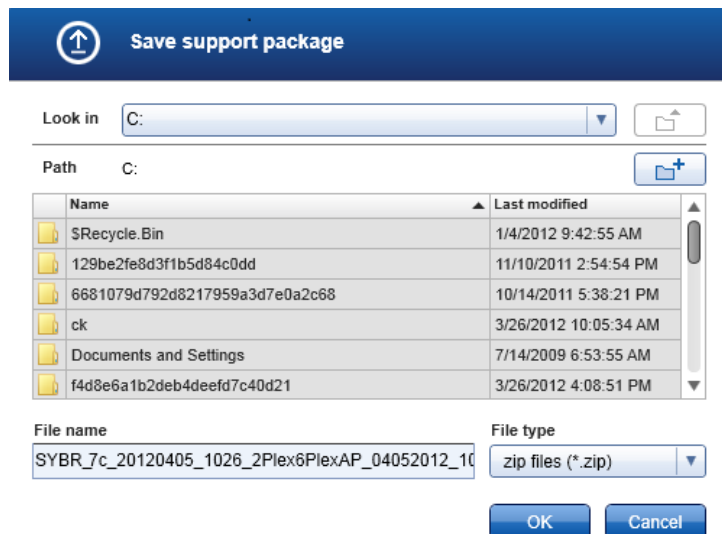 Save support package
Look in C:
Path C:
Name Last modified
$Recycle.Bin 1/4/2012 9:42:55 AM
129be2fe8d3f1b5d84c0dd 11/10/2011 2:54:54 PM
6681079d792d8217959a3d7e0a2c68 10/14/2011 5:38:21 PM
ck 3/26/2012 10:05:34 AM
Documents and Settings 7/14/2009 6:53:55 AM
f4d8e6a1b2deb4deefd7c40d21 3/26/2012 4:08:51 PM
File name File type
SYBR_7c_20120405_1026_2Plex6PlexAP_04052012_10 zip files (*.zip)
OK Cancel